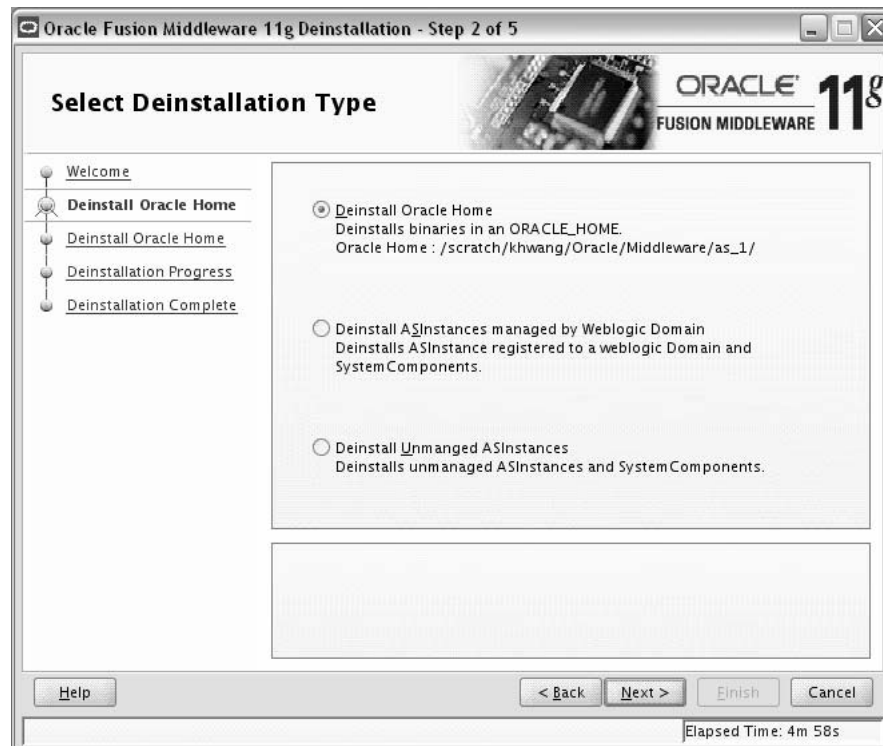 Oracle Fusion Middleware 11g Deinstallation - Step 2 of 5
Select Deinstallation Type
ORACLE
FUSION MIDDLEWARE
11g
Welcome
Deinstall Oracle Home
Deinstall Oracle Home
Deinstallation Progress
Deinstallation Complete
Deinstall Oracle Home
Deinstalls binaries in an ORACLE_HOME.
Oracle Home : /scratch/khwang/Oracle/Middleware/as_1/
Deinstall ASInstances managed by Weblogic Domain
Deinstalls ASInstance registered to a weblogic Domain and
SystemComponents.
Deinstall Unmanged ASInstances
Deinstalls unmanaged ASInstances and SystemComponents.
Help
< Back
Next >
Finish
Cancel
Elapsed Time: 4m 58s